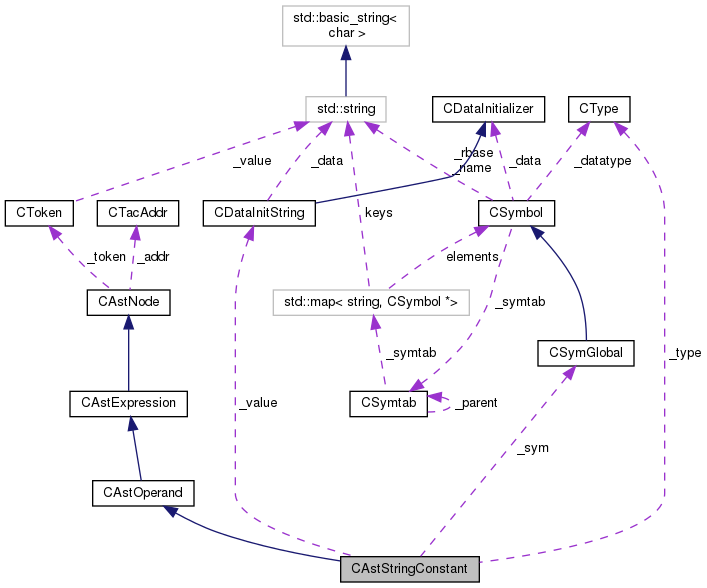 std::basic_string<
char >
std::string
CDataInitializer
CType
_value
_data
_rbase
_name
_data
_datatype
CToken
CTacAddr
CDataInitString
keys
CSymbol
_token
_addr
elements
CAstNode
std::map< string, CSymbol *>
_symtab
_symtab
CSymGlobal
_type
CAstExpression
_value
CSymtab
_parent
_sym
CAstOperand
CAstStringConstant